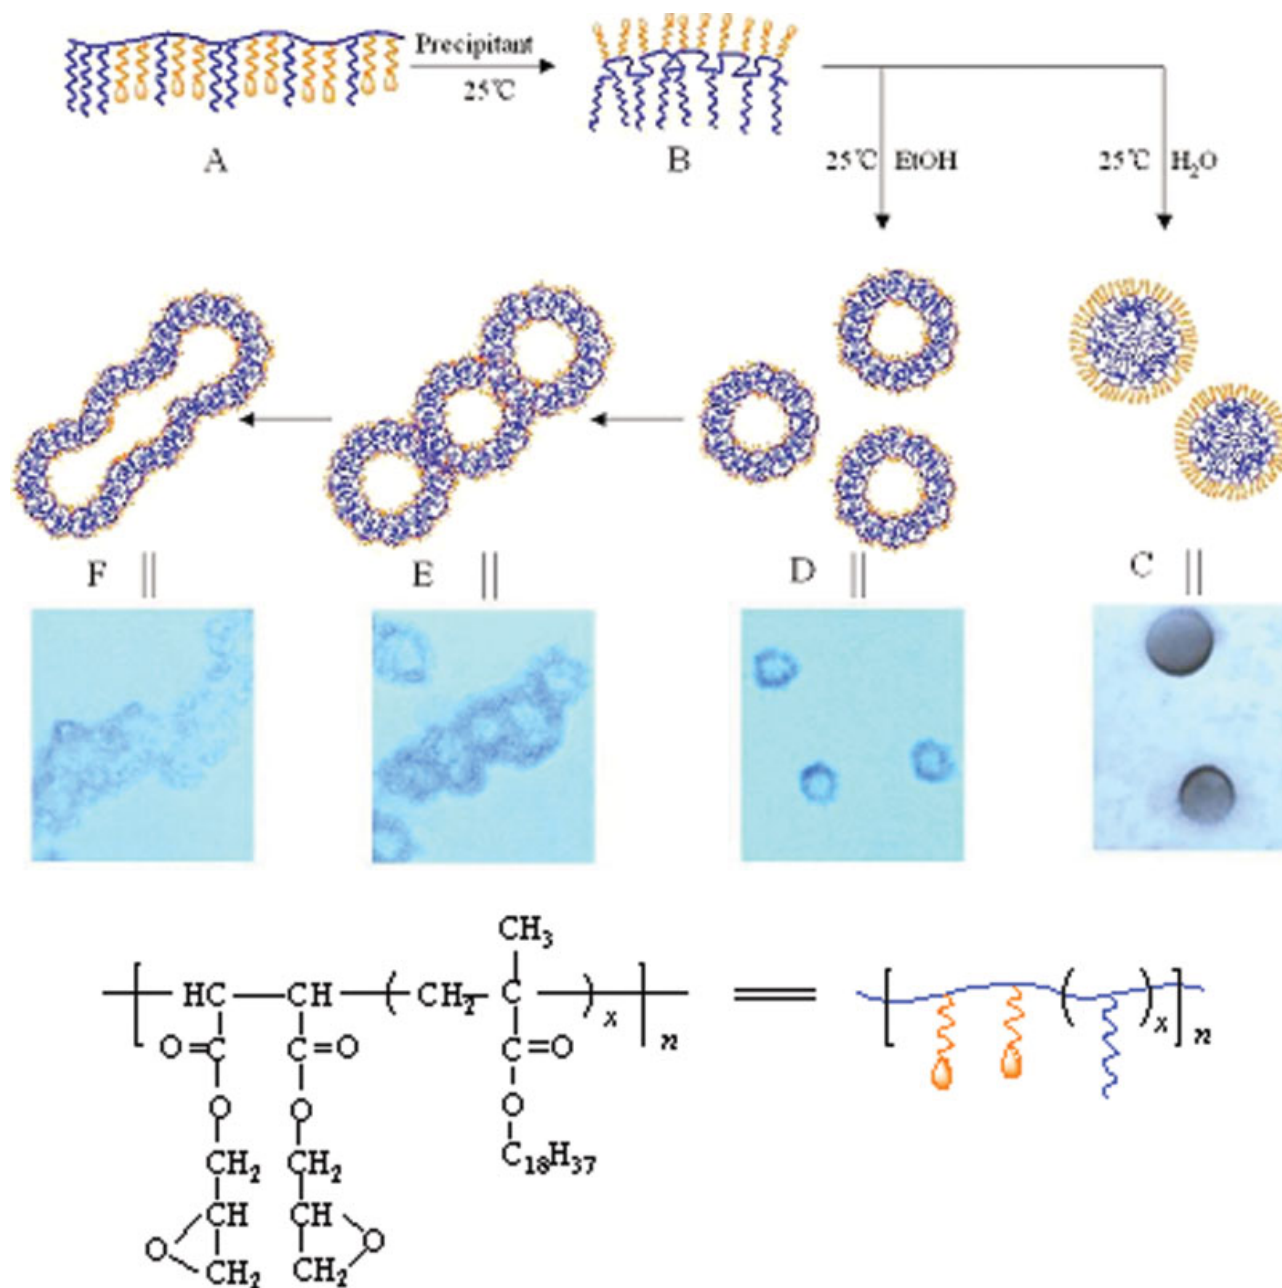 Precipitant
25℃
A
B
25℃ EtOH
25℃ H₂O
F
E
D
C
CH₃
HC CH ( CH₂ C )x n
O=C C=O C=O
O O O
CH₂ CH₂ C₁₈H₃₇
CH CH
O O
CH₂ CH₂
( )x n